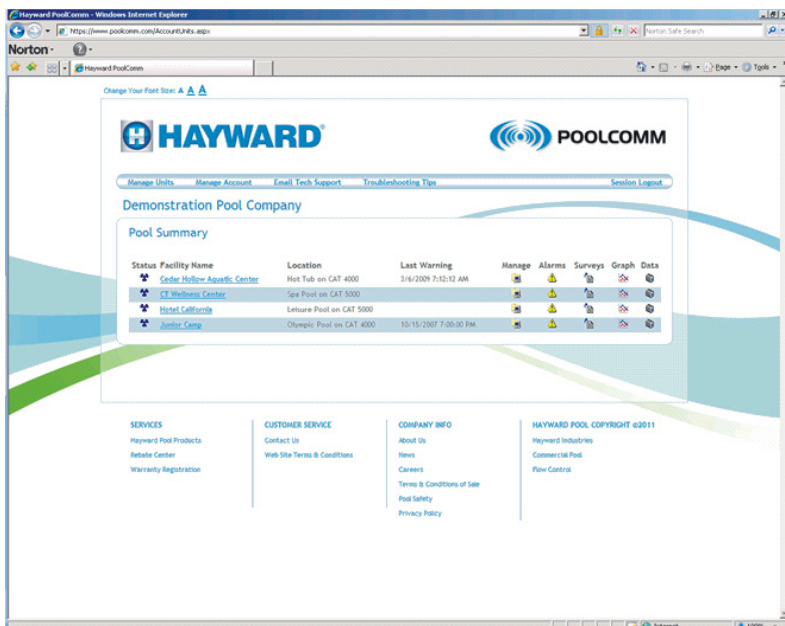 Hayward PoolComm - Windows Internet Explorer
https://www.poolcomm.com/AccountUnits.aspx
Norton Safe Search
Norton
Hayward PoolComm
Page
Tools
Change Your Font Size: A A A
HAYWARD
POOLCOMM
Manage Units Manage Account Email Tech Support Troubleshooting Tips Session Logout
Demonstration Pool Company
Pool Summary
Status Facility Name Location Last Warning Manage Alarms Surveys Graph Data
Cedar Hollow Aquatic Center Hot Tub on CAT 4000 3/6/2009 7:12:12 AM
CT Wellness Center Spa Pool on CAT 5000
Hotel California Leisure Pool on CAT 5000
Junior Camp Olympic Pool on CAT 4000 10/15/2007 7:00:00 PM
SERVICES CUSTOMER SERVICE COMPANY INFO HAYWARD POOL COPYRIGHT ©2011
Hayward Pool Products Contact Us About Us Hayward Industries
Rebate Center Web Site Terms & Conditions News Commercial Pool
Warranty Registration Careers Flow Control
Terms & Conditions of Sale
Pool Safety
Privacy Policy
Internet 100%